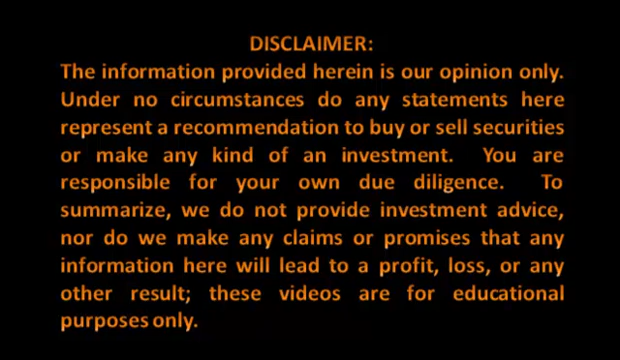 DISCLAIMER:
The information provided herein is our opinion only.
Under no circumstances do any statements here
represent a recommendation to buy or sell securities
or make any kind of an investment. You are
responsible for your own due diligence. To
summarize, we do not provide investment advice,
nor do we make any claims or promises that any
information here will lead to a profit, loss, or any
other result; these videos are for educational
purposes only.